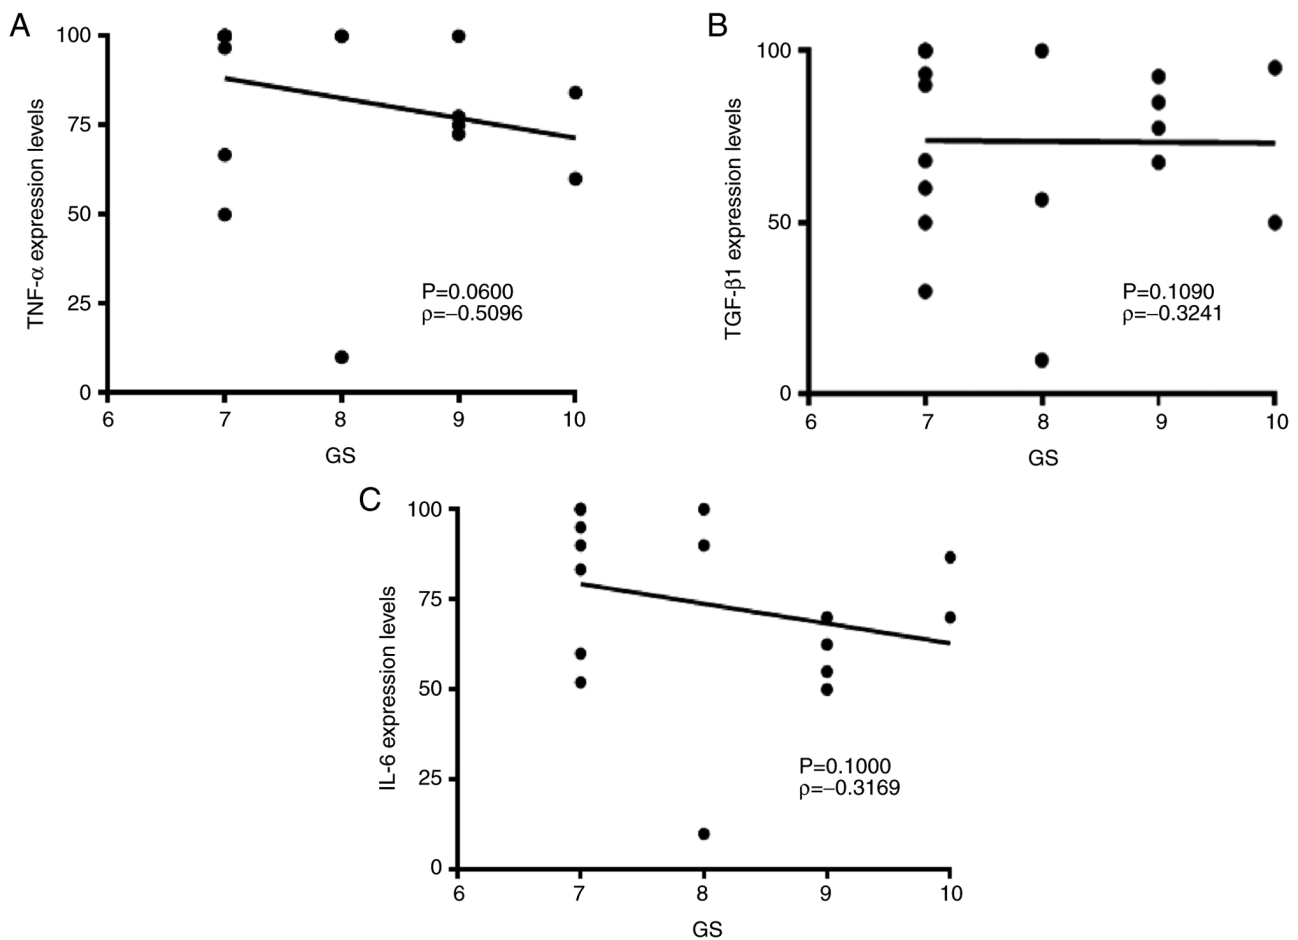 A
TNF-α expression levels
100
75
50
25
0
6 7 8 9 10
GS
P=0.0600
ρ=−0.5096
B
TGF-β1 expression levels
100
50
0
6 7 8 9 10
GS
P=0.1090
ρ=−0.3241
C
IL-6 expression levels
100
75
50
25
0
6 7 8 9 10
GS
P=0.1000
ρ=−0.3169